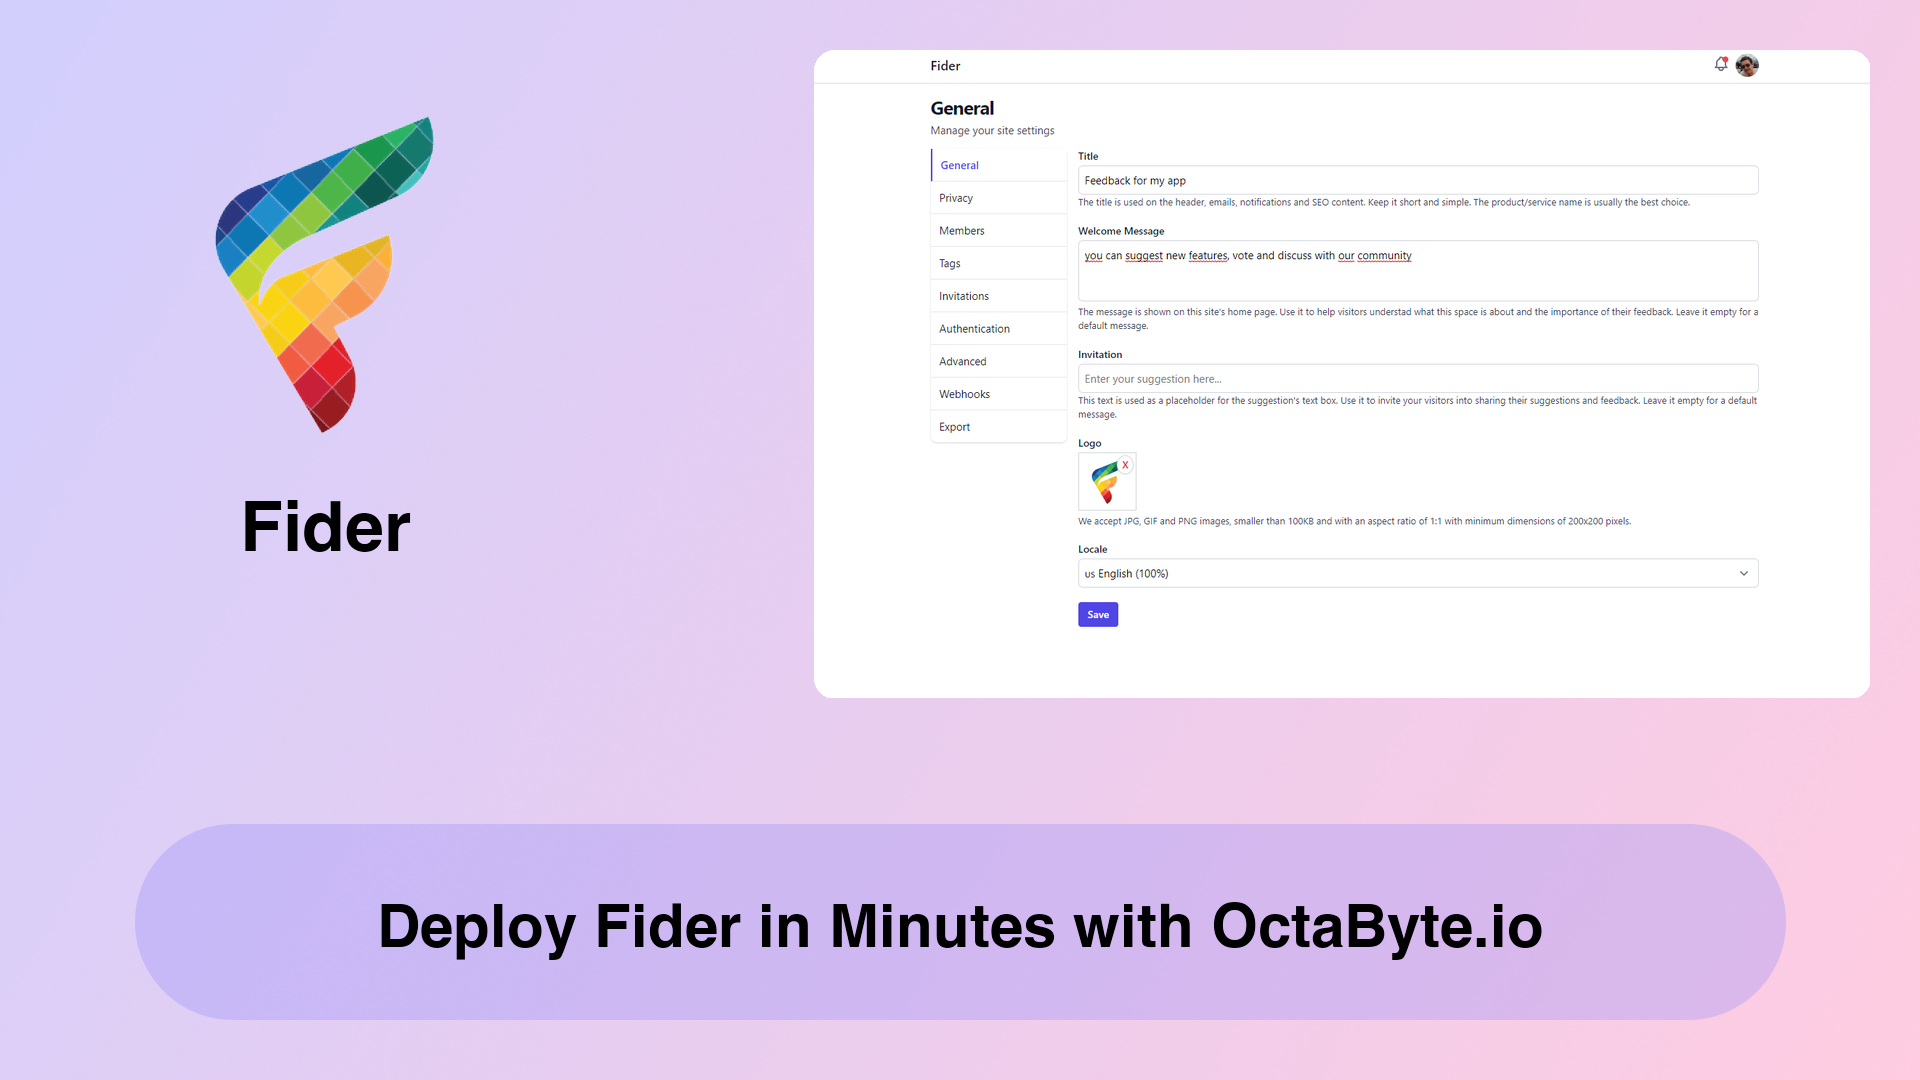 Fider
Fider
General
Manage your site settings
General
Privacy
Members
Tags
Invitations
Authentication
Advanced
Webhooks
Export
Title
Feedback for my app
The title is used on the header, emails, notifications and SEO content. Keep it short and simple. The product/service name is usually the best choice.
Welcome Message
you can suggest new features, vote and discuss with our community
The message is shown on this site's home page. Use it to help visitors understad what this space is about and the importance of their feedback. Leave it empty for a
default message.
Invitation
Enter your suggestion here...
This text is used as a placeholder for the suggestion's text box. Use it to invite your visitors into sharing their suggestions and feedback. Leave it empty for a default
message.
Logo
X
We accept JPG, GIF and PNG images, smaller than 100KB and with an aspect ratio of 1:1 with minimum dimensions of 200x200 pixels.
Locale
us English (100%)
Save
Deploy Fider in Minutes with OctaByte.io